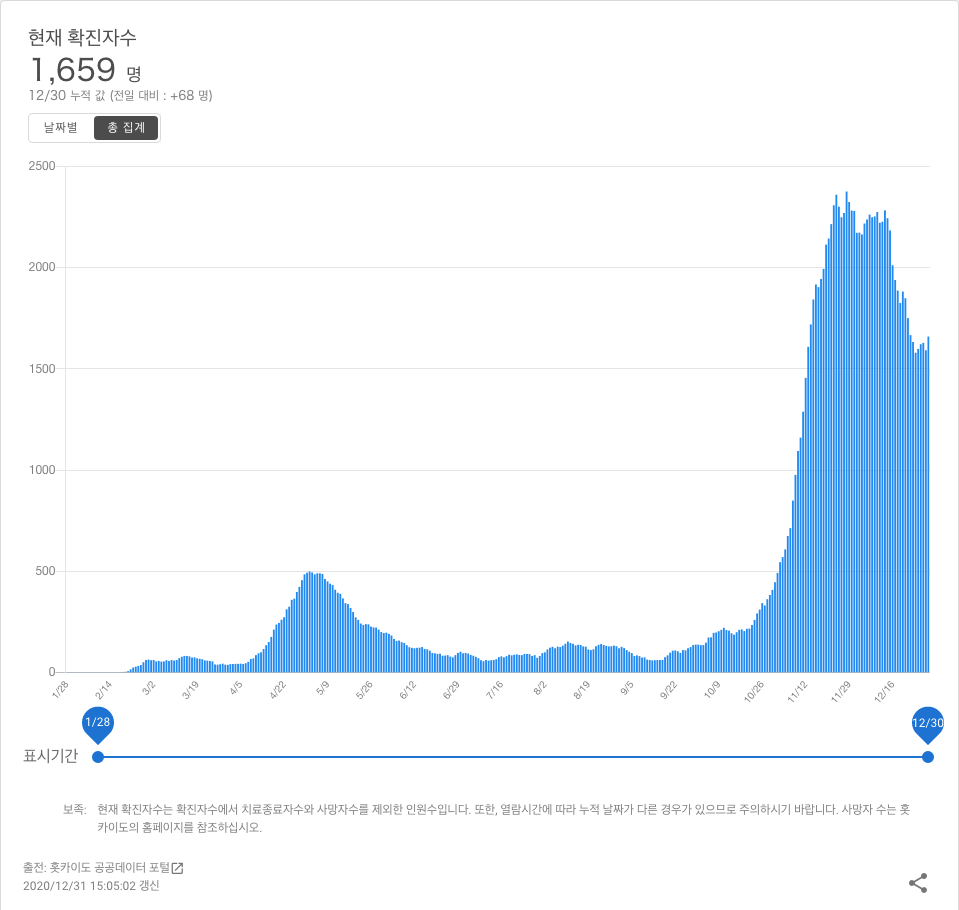 현재 확진자수
1,659 명
12/30 누적 값 (전일 대비 : +68 명)
날짜별 총 집계
2500
2000
1500
1000
500
0
1/28 2/14 3/2 3/19 4/5 4/22 5/9 5/26 6/12 6/29 7/16 8/2 8/19 9/5 9/22 10/9 10/26 11/12 11/29 12/16
1/28 12/30
표시기간
보족: 현재 확진자수는 확진자수에서 치료종료자수와 사망자수를 제외한 인원수입니다. 또한, 열람시간에 따라 누적 날짜가 다른 경우가 있으므로 주의하시기 바랍니다. 사망자 수는 홋
카이도의 홈페이지를 참조하십시오.
출전: 홋카이도 공공데이터 포털
2020/12/31 15:05:02 갱신